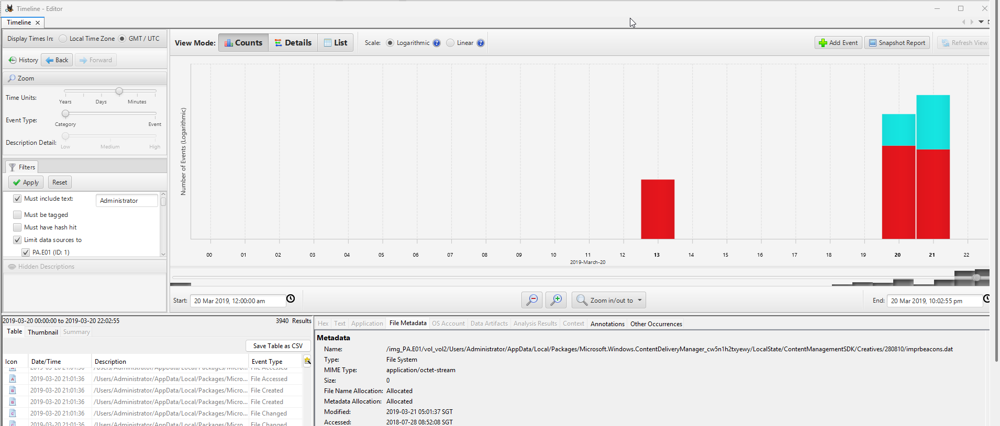 Timeline - Editor
Timeline
Display Times In: Local Time Zone GMT / UTC
History Back Forward
Zoom
Time Units:
Years Days Minutes
Event Type:
Category Event
Description Detail:
Low Medium High
Filters
Apply Reset
Must include text: Administrator
Must be tagged
Must have hash hit
Limit data sources to
PA.E01 (ID: 1)
Hidden Descriptions
View Mode: Counts Details List Scale: Logarithmic Linear Add Event Snapshot Report Refresh View
Number of Events (Logarithmic)
00 01 02 03 04 05 06 07 08 09 10 11 12 13 14 15 16 17 18 19 20 21 22
2019-March-20
Start: 20 Mar 2019, 12:00:00 am Zoom in/out to End: 20 Mar 2019, 10:02:55 pm
2019-03-20 00:00:00 to 2019-03-20 22:02:55 3940 Results
Table Thumbnail Summary
Save Table as CSV
Icon Date/Time Description Event Type
2019-03-20 21:01:36 /Users/Administrator/AppData/Local/Packages/Micro... File Accessed
2019-03-20 21:01:36 /Users/Administrator/AppData/Local/Packages/Micro... File Accessed
2019-03-20 21:01:36 /Users/Administrator/AppData/Local/Packages/Micro... File Created
2019-03-20 21:01:36 /Users/Administrator/AppData/Local/Packages/Micro... File Created
2019-03-20 21:01:36 /Users/Administrator/AppData/Local/Packages/Micro... File Changed
2019-03-20 21:01:36 /Users/Administrator/AppData/Local/Packages/Micro... File Changed
Hex Text Application File Metadata OS Account Data Artifacts Analysis Results Context Annotations Other Occurrences
Metadata
Name: /img_PA.E01/vol_vol2/Users/Administrator/AppData/Local/Packages/Microsoft.Windows.ContentDeliveryManager_cw5n1h2txyewy/LocalState/ContentManagementSDK/Creatives/280810/imprbeacons.dat
Type: File System
MIME Type: application/octet-stream
Size: 0
File Name Allocation: Allocated
Metadata Allocation: Allocated
Modified: 2019-03-21 05:01:37 SGT
Accessed: 2018-07-28 08:52:08 SGT